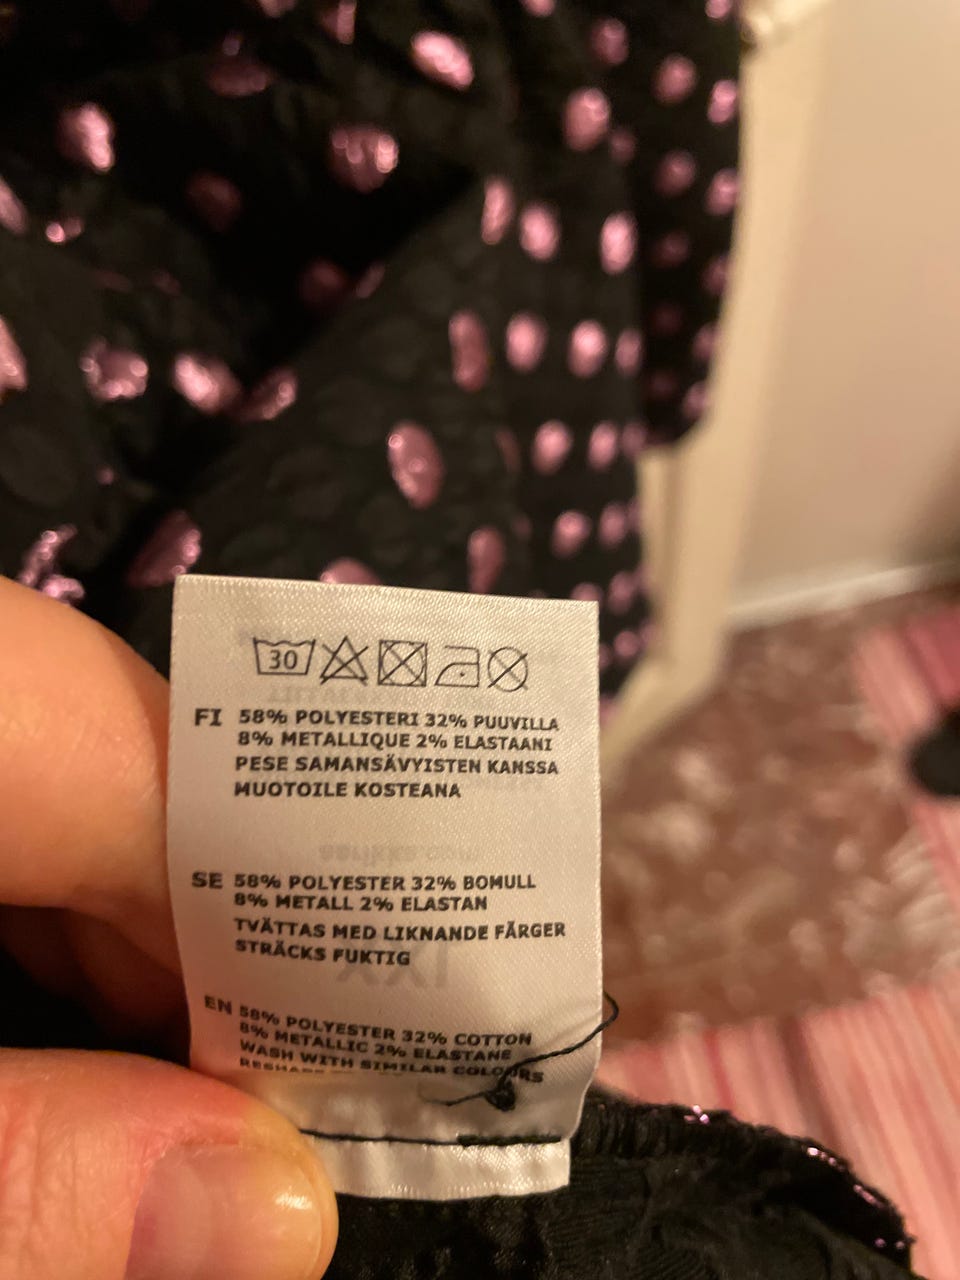 30
FI 58% POLYESTERI 32% PUUVILLA
8% METALLIQUE 2% ELASTAANI
PESE SAMANSÄVYISTEN KANSSA
MUOTOILE KOSTEANA
SE 58% POLYESTER 32% BOMULL
8% METALL 2% ELASTAN
TVÄTTAS MED LIKNANDE FÄRGER
STRÄCKS FUKTIG
EN 58% POLYESTER 32% COTTON
8% METALLIC 2% ELASTANE
WASH WITH SIMILAR COLOURS